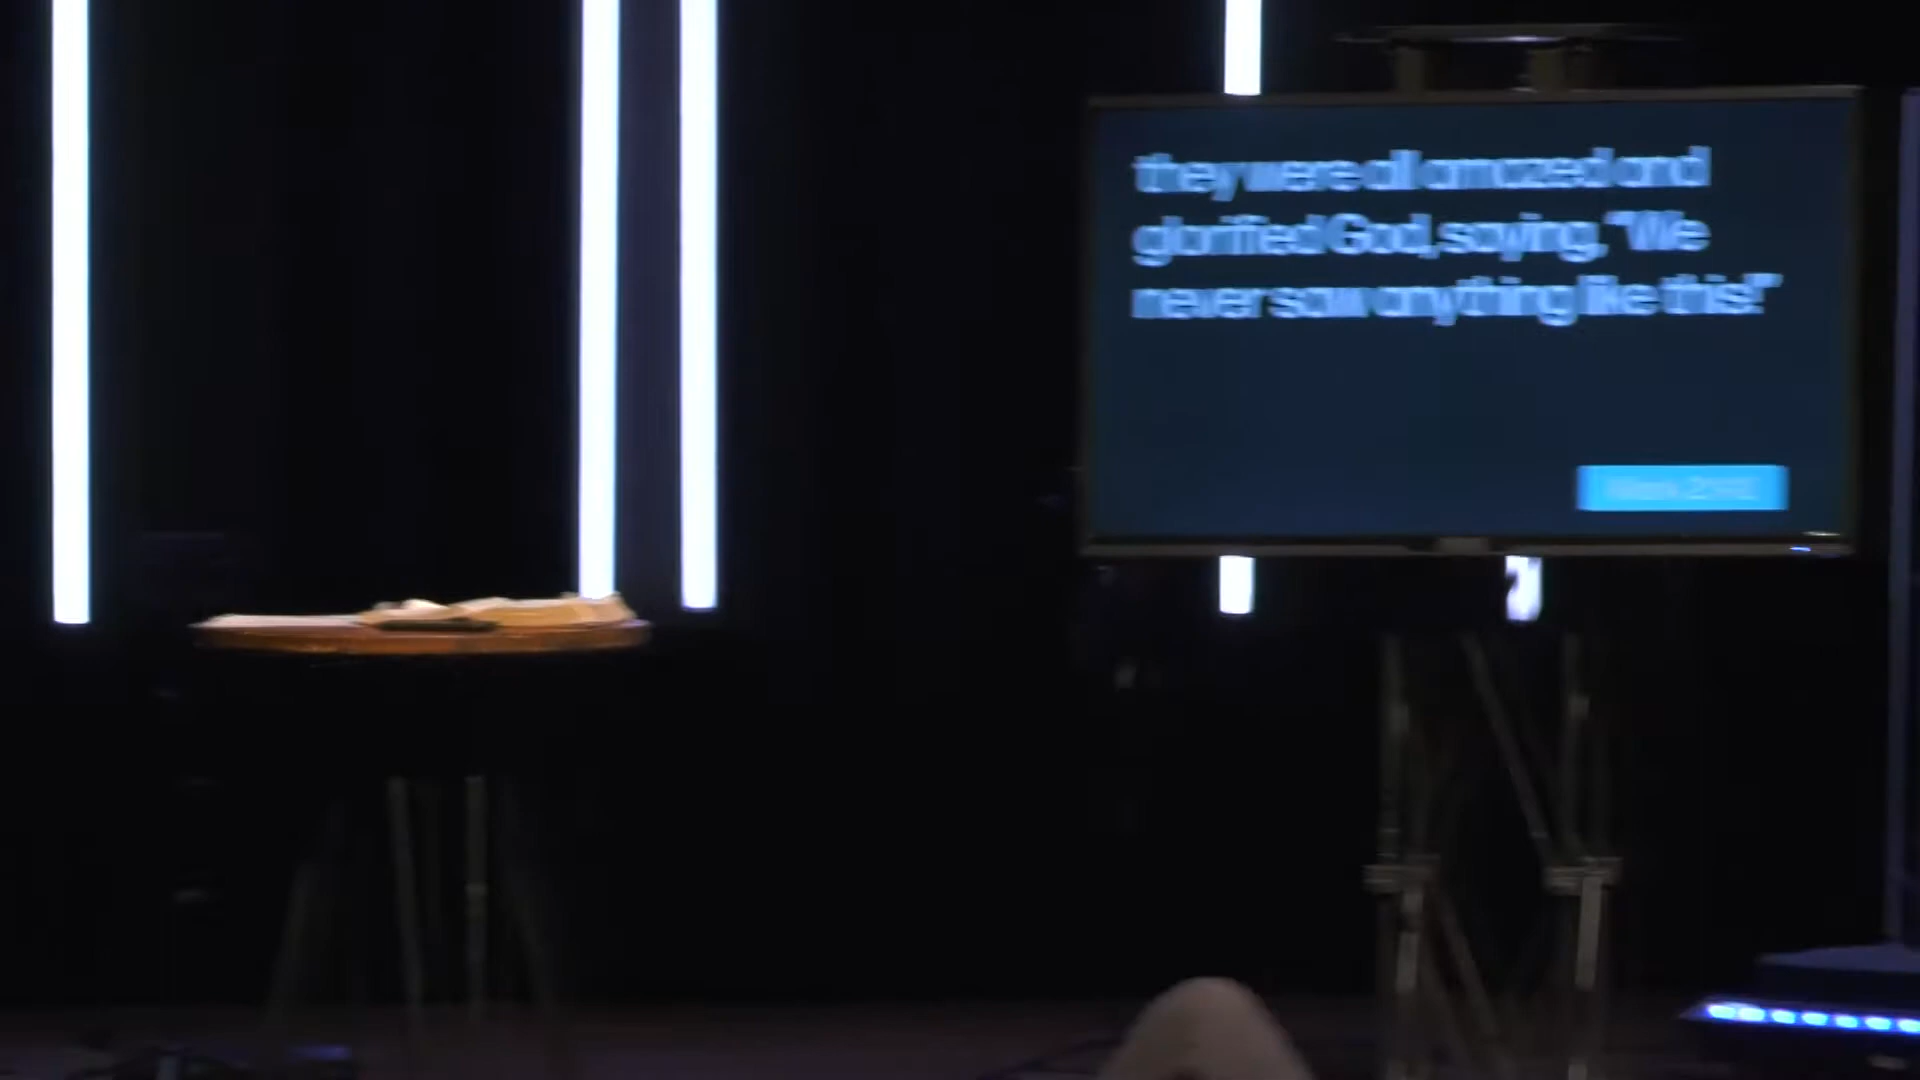 they were all amazed and
glorified God, saying, "We
never saw anything like this!"